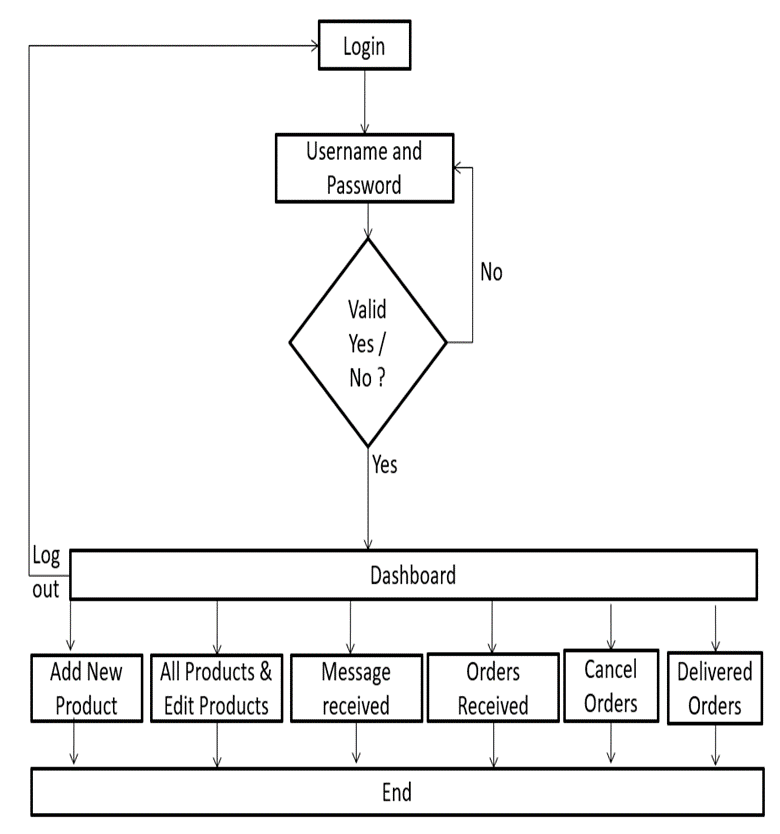 Login
Username and
Password
No
Valid
Yes /
No ?
Yes
Log
out
Dashboard
Add New
Product
All Products &
Edit Products
Message
received
Orders
Received
Cancel
Orders
Delivered
Orders
End